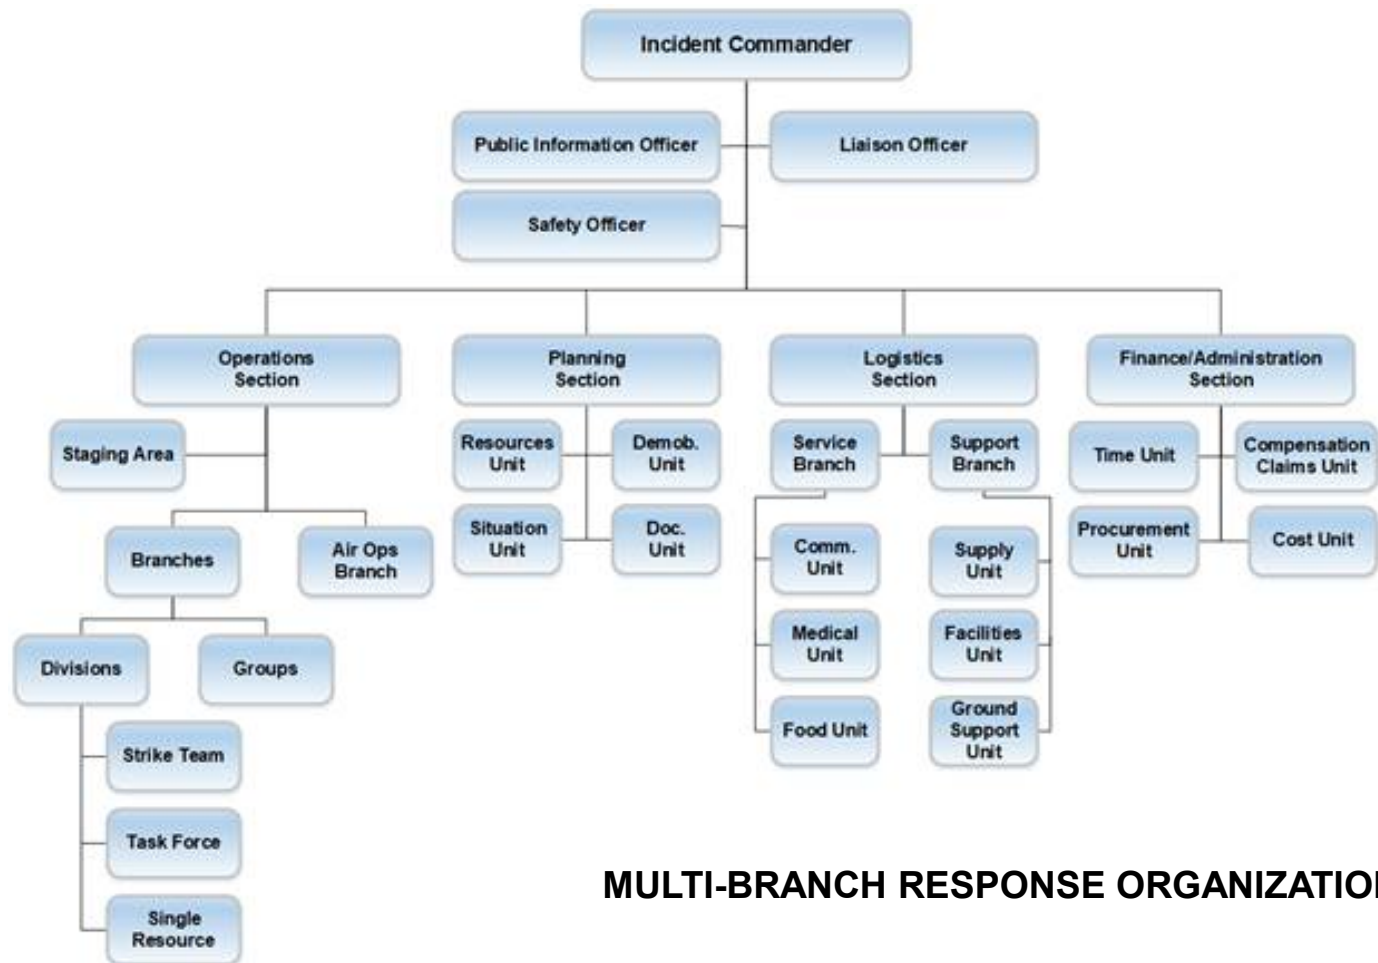 Incident Commander
Public Information Officer
Liaison Officer
Safety Officer
Operations
Section
Planning
Section
Logistics
Section
Finance/Administration
Section
Staging Area
Resources
Unit
Demob.
Unit
Service
Branch
Support
Branch
Time Unit
Compensation
Claims Unit
Situation
Unit
Doc.
Unit
Procurement
Unit
Cost Unit
Branches
Air Ops
Branch
Comm.
Unit
Supply
Unit
Divisions
Groups
Medical
Unit
Facilities
Unit
Strike Team
Food Unit
Ground
Support
Unit
Task Force
Single
Resource
MULTI-BRANCH RESPONSE ORGANIZATION